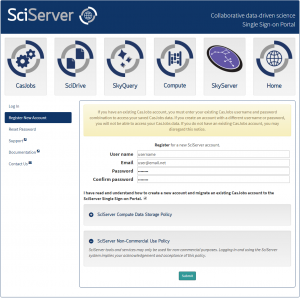 SciServer
Collaborative data-driven science
Single Sign-on Portal
CasJobs
SciDrive
SkyQuery
Compute
SkyServer
Home
Log in
Register New Account
Reset Password
Support
Documentation
Contact Us
If you have an existing CasJobs account, you must enter your existing CasJobs username and password
combination to access your saved CasJobs data. If you create an account with a different username or password,
you will not be able to access your CasJobs data. If you do not have an existing CasJobs account, you may
disregard this notice.
Register for a new SciServer account.
User name username
Email user@email.net
Password
Confirm password
I have read and understand how to create a new account and migrate an existing CasJobs account to the
SciServer Single Sign-on Portal.
SciServer Compute Data Storage Policy
SciServer Non-Commercial Use Policy
SciServer tools and services may only be used for non-commercial purposes. Logging in and using the SciServer
system implies your acknowledgement and acceptance of this policy.
Submit